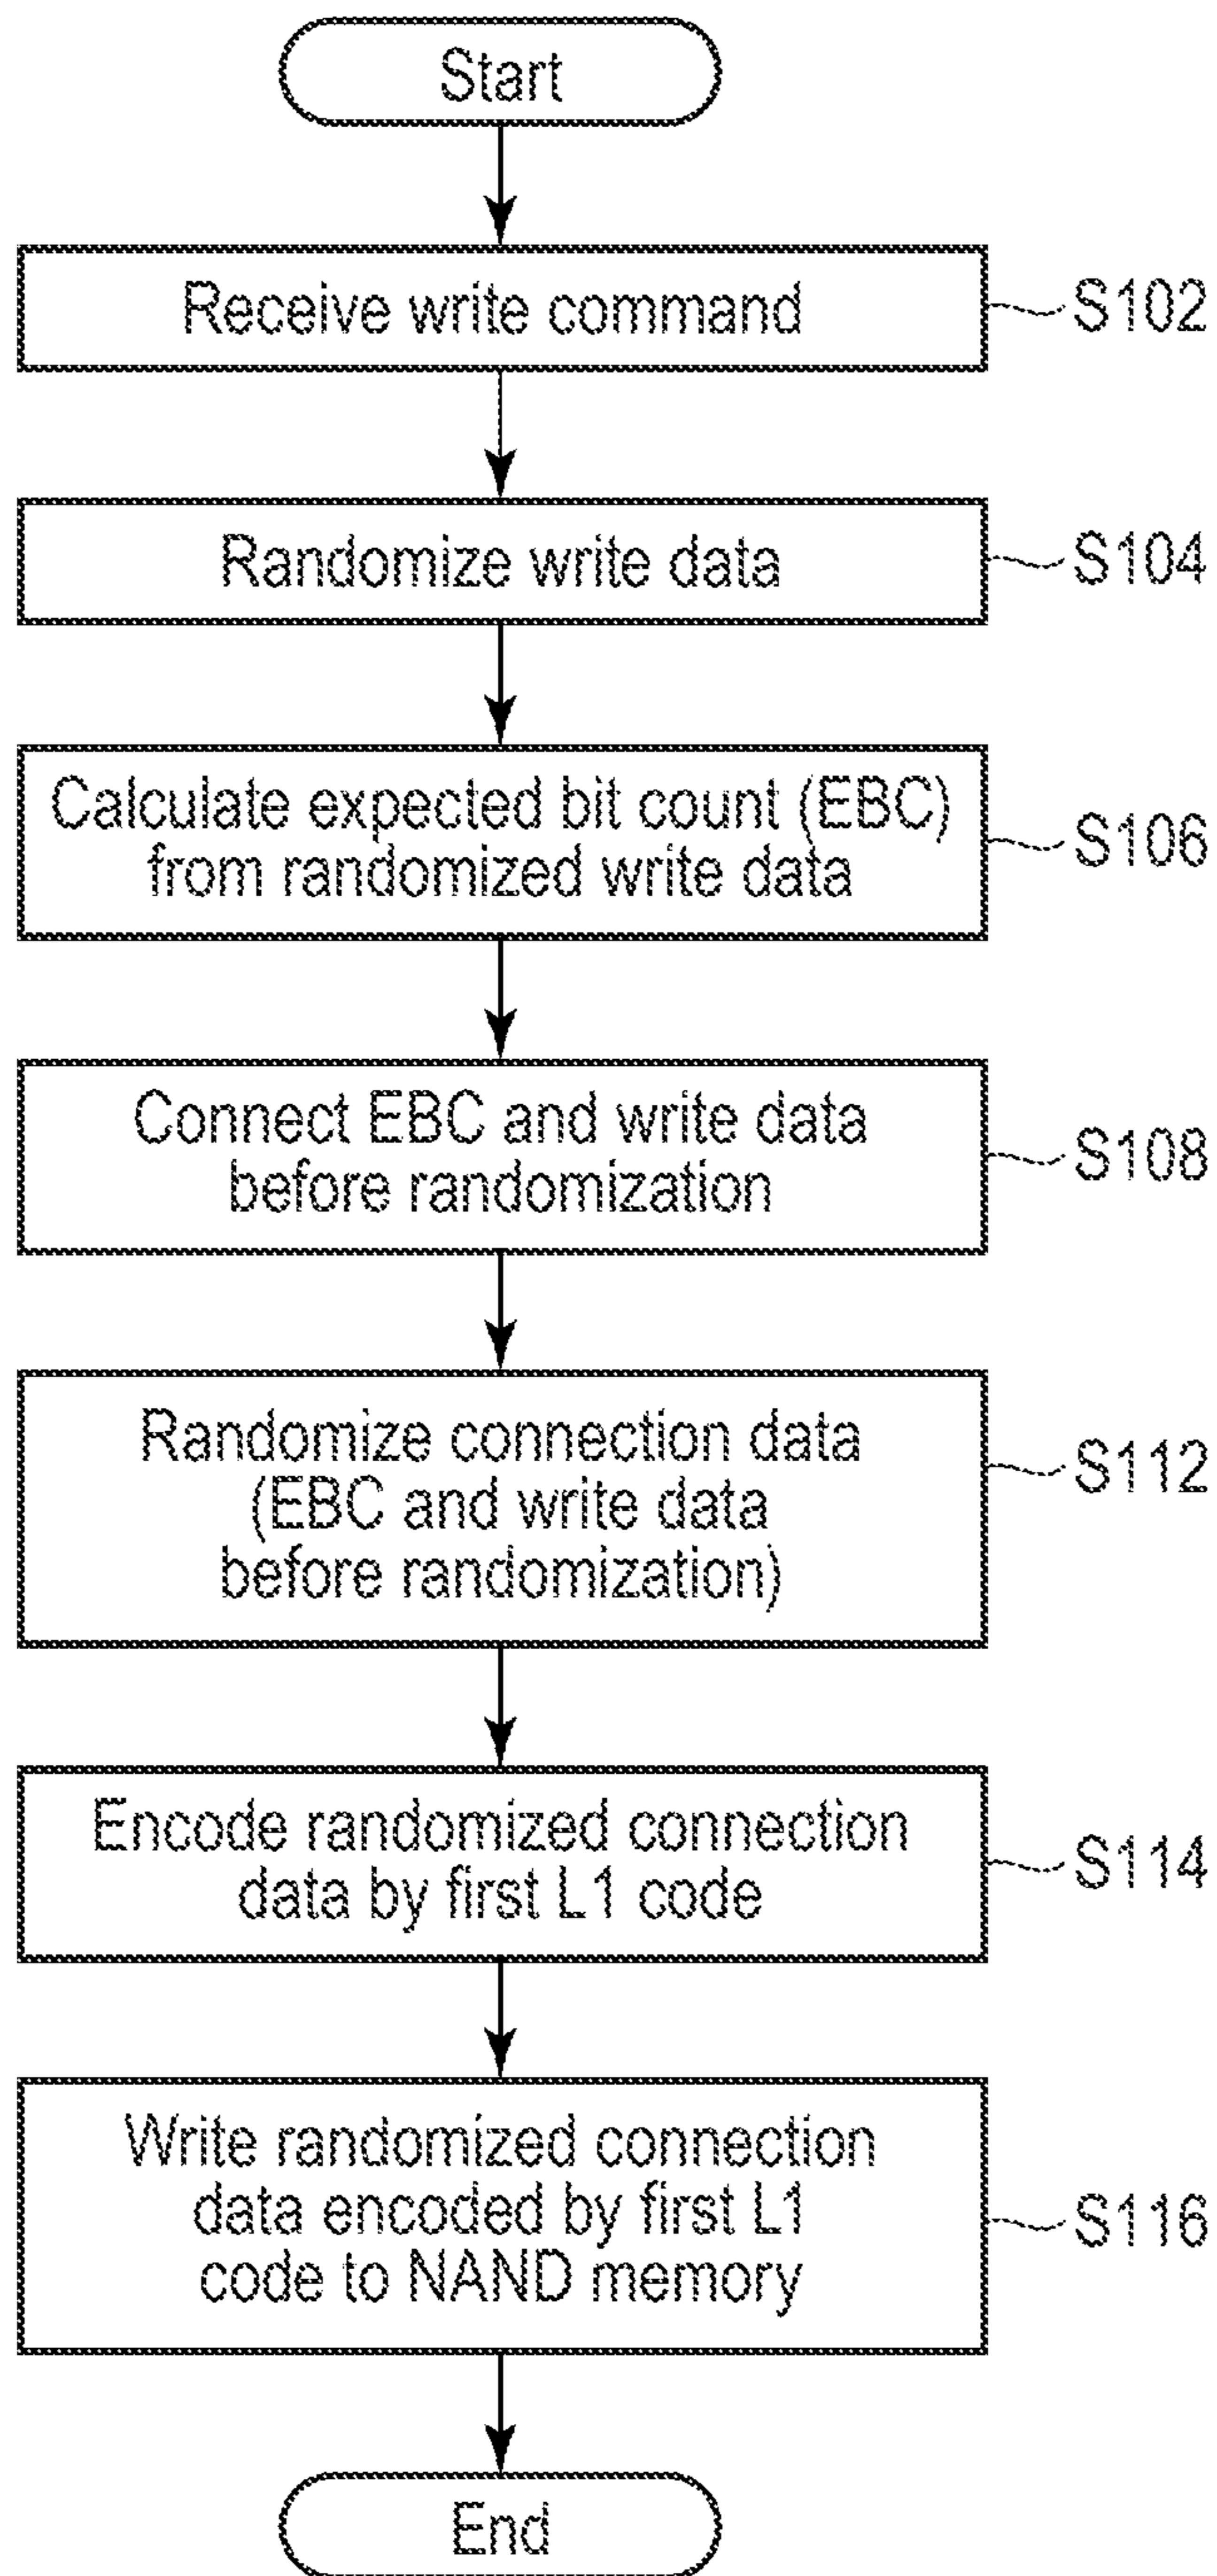 Start
Receive write command
S102
Randomize write data
S104
Calculate expected bit count (EBC)
from randomized write data
S106
Connect EBC and write data
before randomization
S108
Randomize connection data
(EBC and write data
before randomization)
S112
Encode randomized connection
data by first L1 code
S114
Write randomized connection
data encoded by first L1
code to NAND memory
S116
End